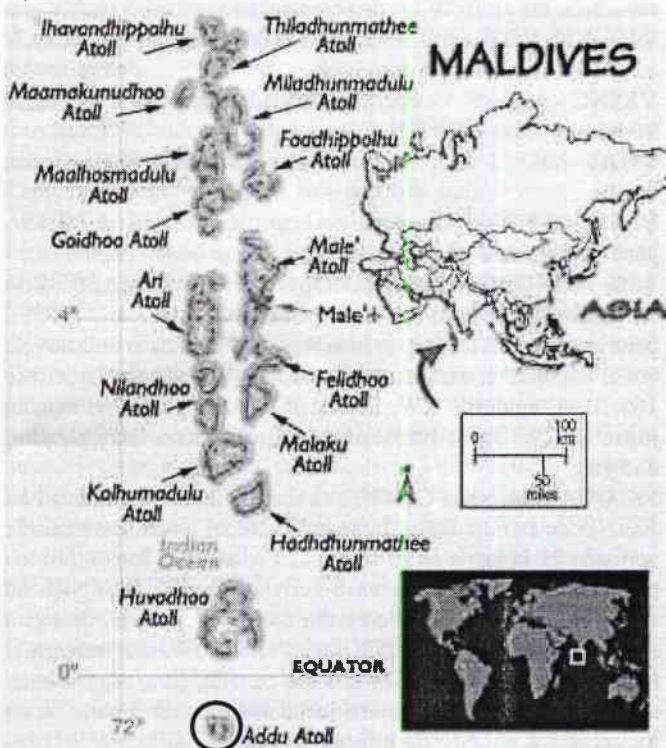 Ihavandhippolhu
Atoll
Thiladhunmathee
Atoll
MALDIVES
Maamakunudhoo
Atoll
Miladhunmadulu
Atoll
Maalhosmadulu
Atoll
Foadhippolhu
Atoll
Goidhoo Atoll
Male'
Atoll
Ari
Atoll
4°
Male'+
ASIA
Nilandhoo
Atoll
Felidhoo
Atoll
Malaku
Atoll
0
100
km
50
miles
Kolhumadulu
Atoll
Hadhdhunmathee
Atoll
Indian
Ocean
Huvadhoo
Atoll
0°
EQUATOR
72°
Addu Atoll